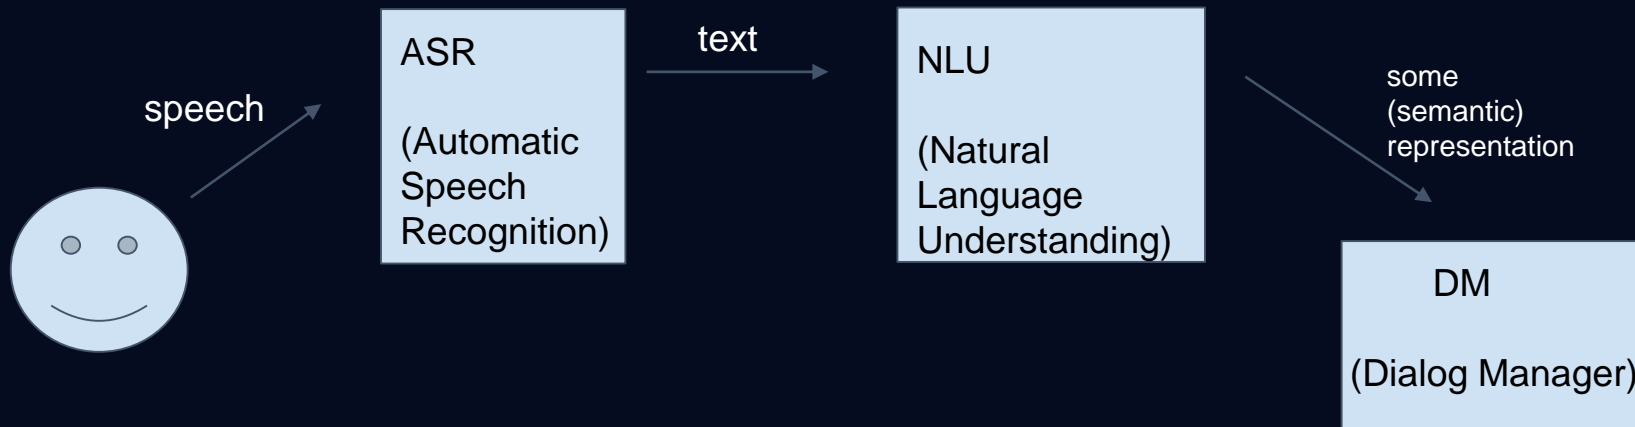 speech
ASR
(Automatic
Speech
Recognition)
text
NLU
(Natural
Language
Understanding)
some
(semantic)
representation
DM
(Dialog Manager)